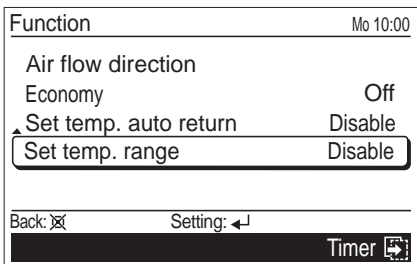 Function Mo 10:00
Air flow direction
Economy Off
Set temp. auto return Disable
Set temp. range Disable
Back: Setting:
Timer